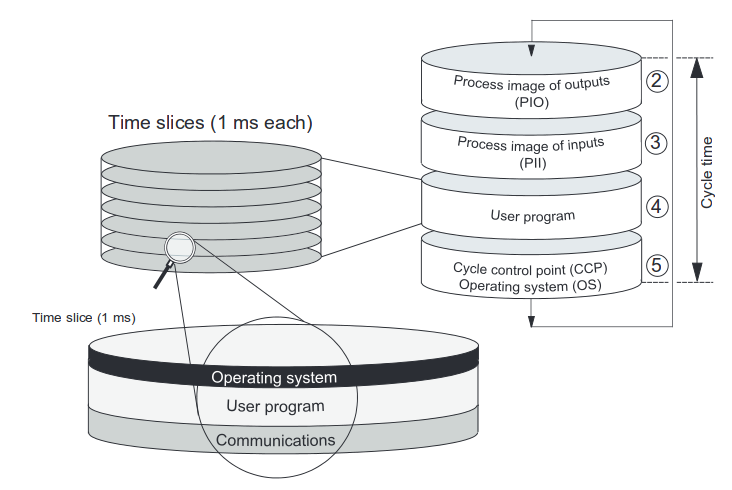 Process image of outputs
(PIO)
2
Time slices (1 ms each)
Process image of inputs
(PII)
3
User program
4
Cycle time
Cycle control point (CCP)
Operating system (OS)
5
Time slice (1 ms)
Operating system
User program
Communications